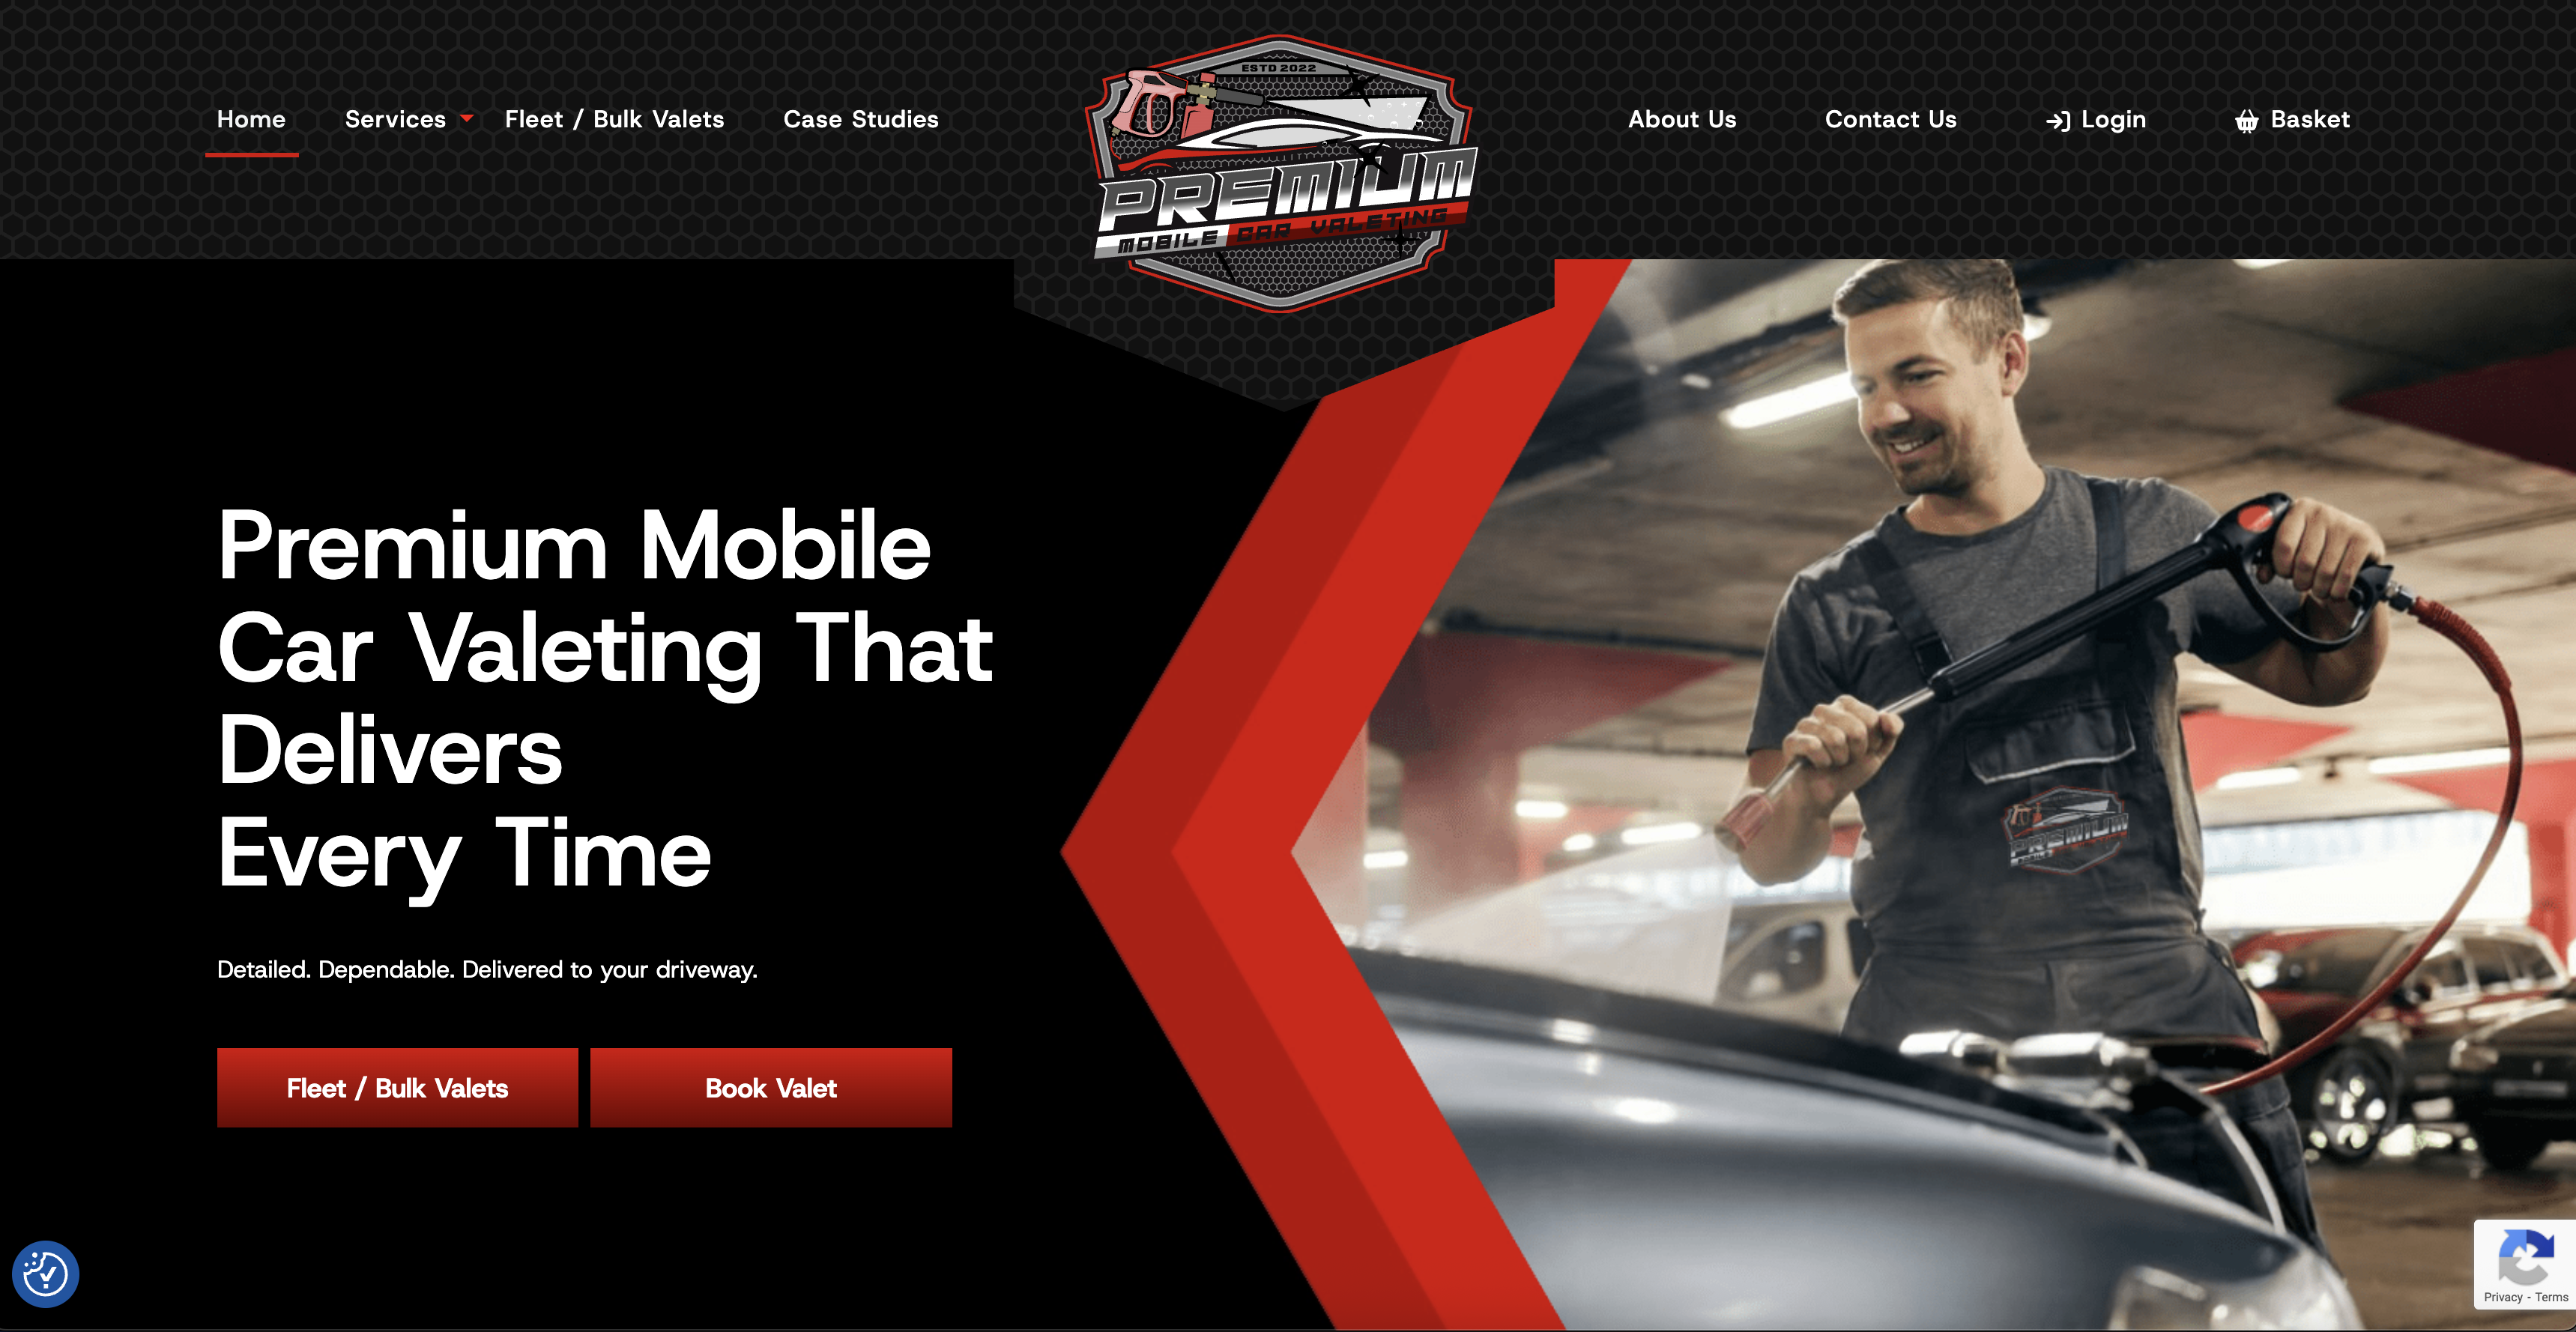 Home
Services
Fleet / Bulk Valets
Case Studies
ESTD 2022
PREMIUM
MOBILE CAR VALETING
About Us
Contact Us
Login
Basket
Premium Mobile
Car Valeting That
Delivers
Every Time
Detailed. Dependable. Delivered to your driveway.
Fleet / Bulk Valets
Book Valet
PREMIUM
MOBILE
Privacy - Terms